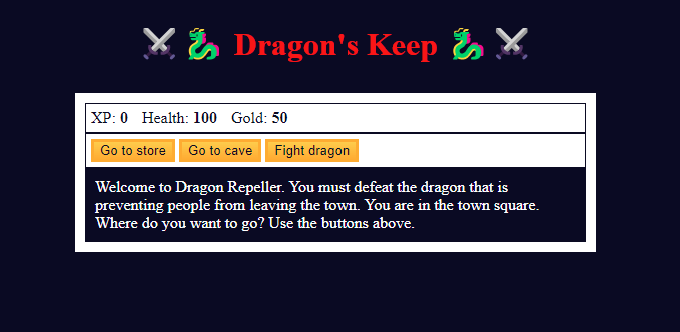 ⚔️ 🐉 Dragon's Keep 🐉 ⚔️
XP: 0 Health: 100 Gold: 50
Go to store Go to cave Fight dragon
Welcome to Dragon Repeller. You must defeat the dragon that is
preventing people from leaving the town. You are in the town square.
Where do you want to go? Use the buttons above.